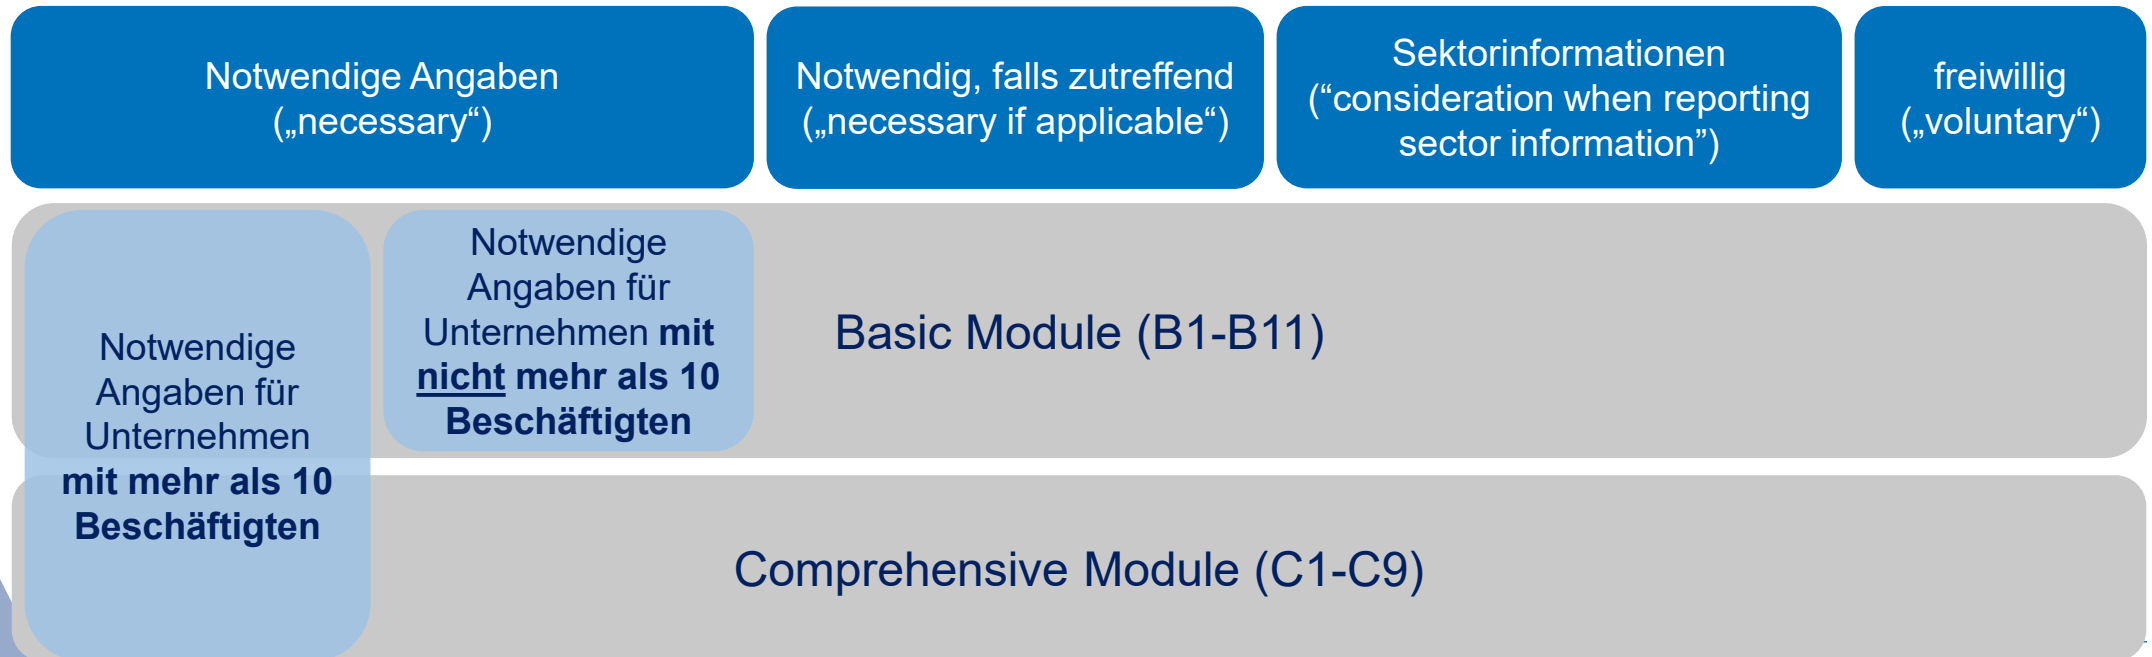 Notwendige Angaben
(„necessary“)
Notwendig, falls zutreffend
(„necessary if applicable“)
Sektorinformationen
(“consideration when reporting
sector information”)
freiwillig
(„voluntary“)
Notwendige
Angaben für
Unternehmen
mit mehr als 10
Beschäftigten
Notwendige
Angaben für
Unternehmen mit
nicht mehr als 10
Beschäftigten
Basic Module (B1-B11)
Comprehensive Module (C1-C9)